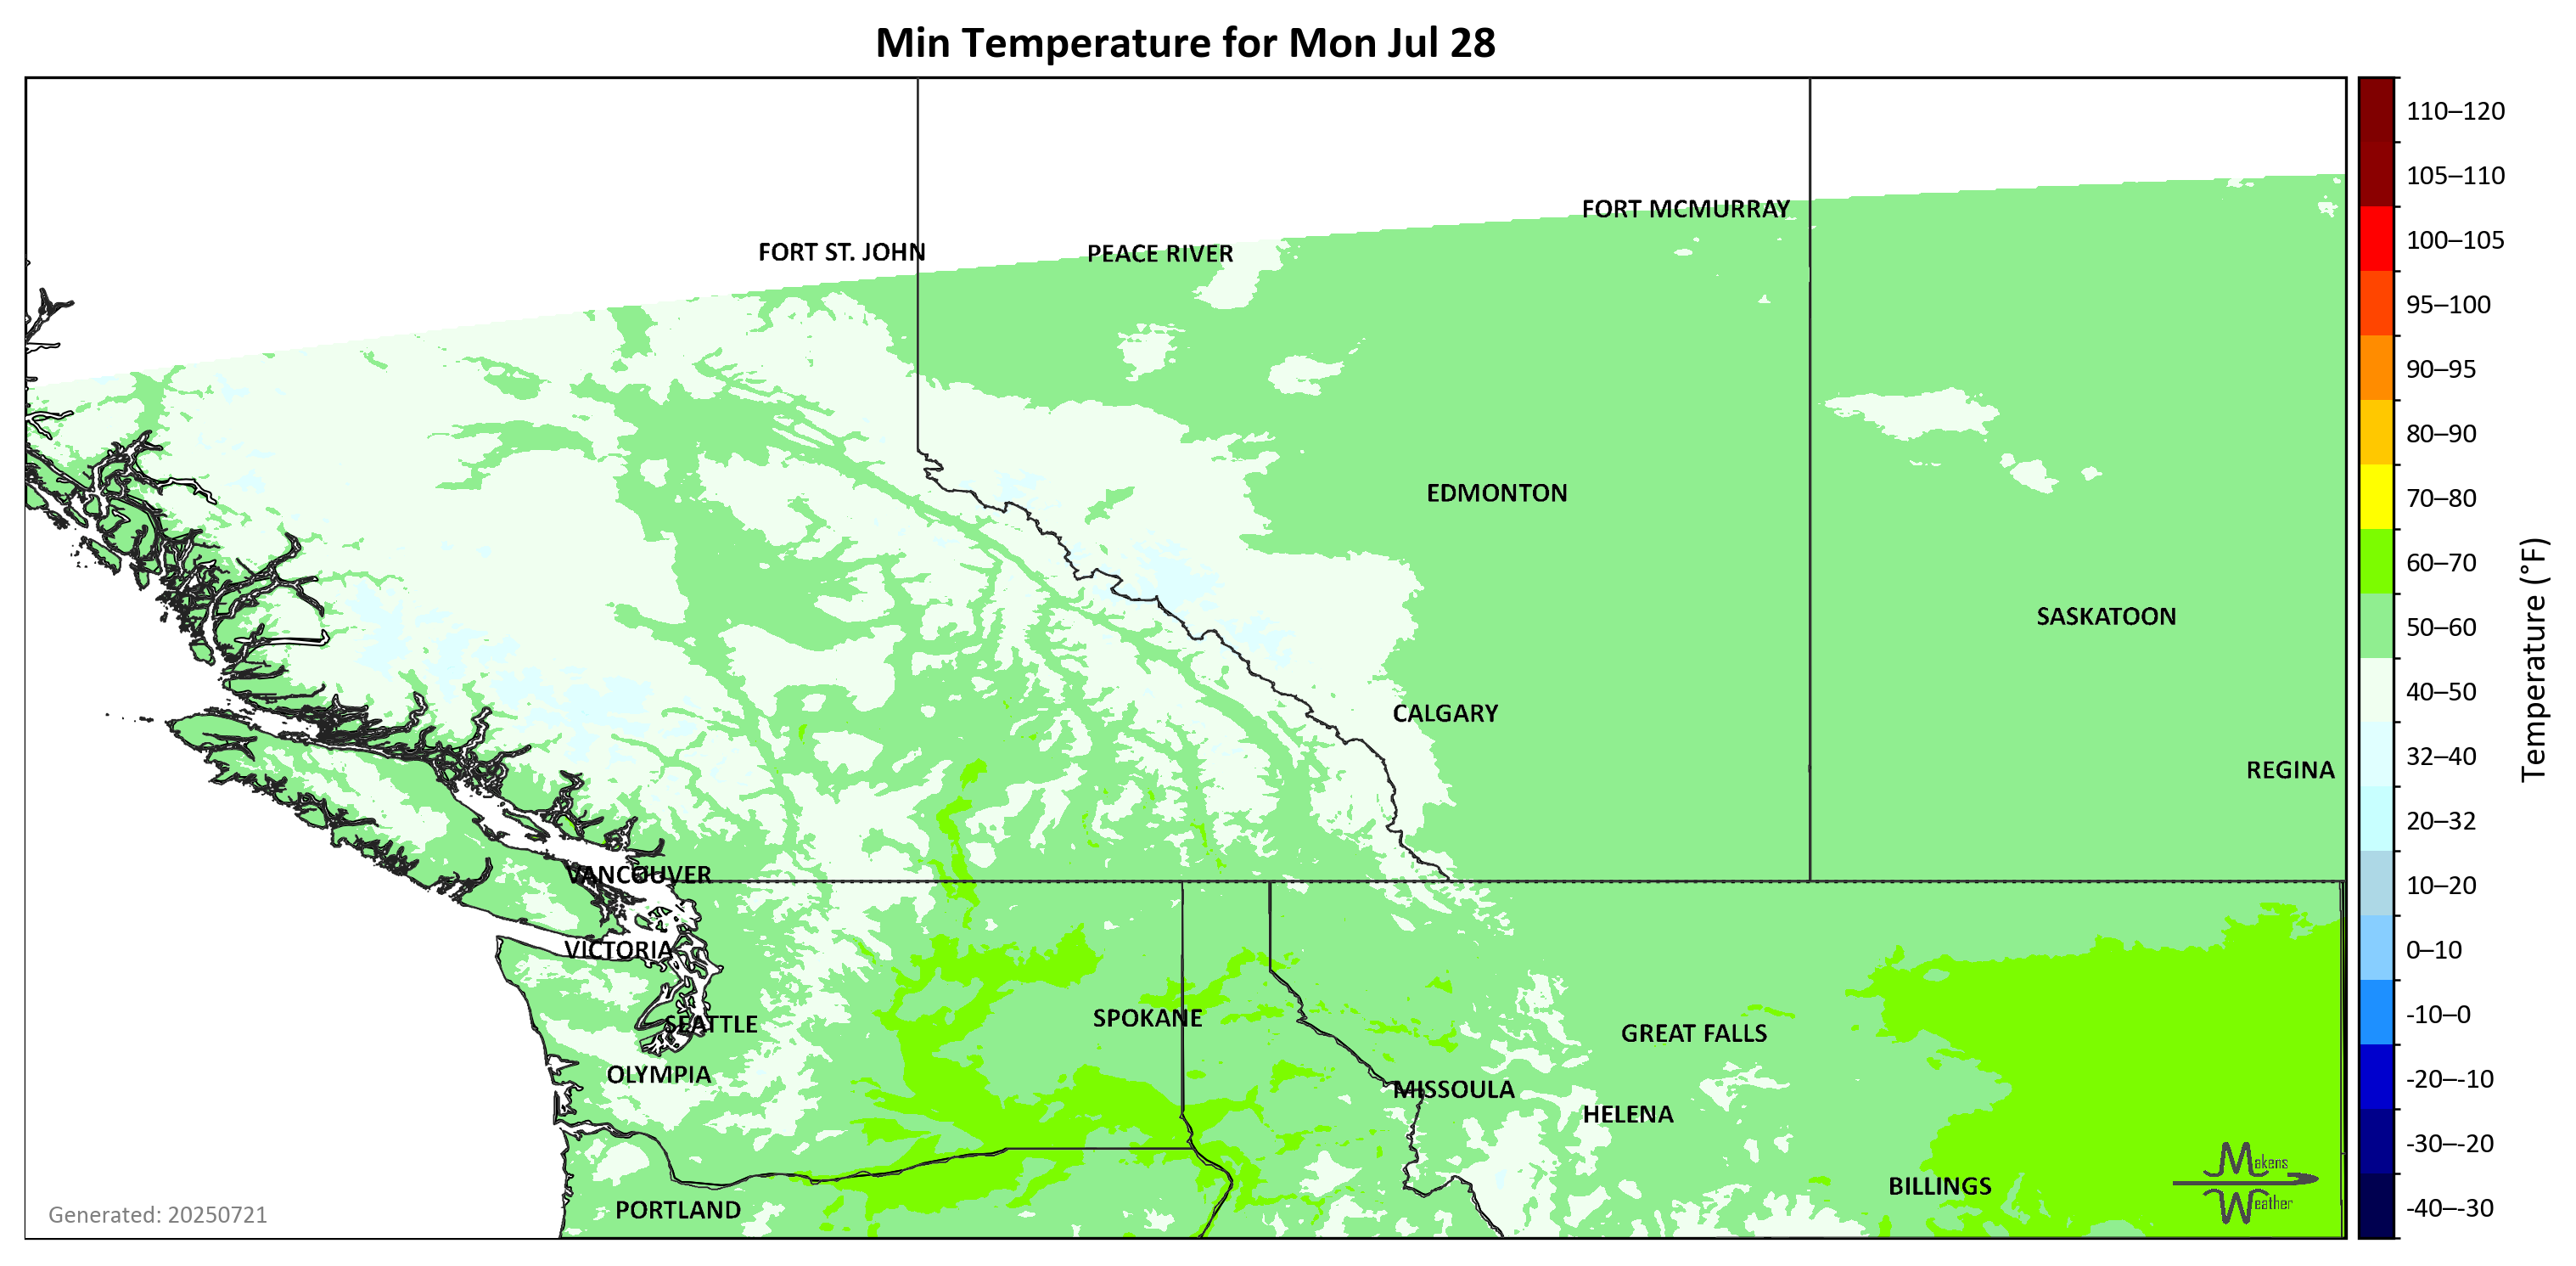 Min Temperature for Mon Jul 28
110–120
105–110
100–105
95–100
90–95
80–90
70–80
60–70
50–60
40–50
32–40
20–32
10–20
0–10
-10–0
-20–-10
-30–-20
-40–-30
Temperature (°F)
FORT MCMURRAY
FORT ST. JOHN
PEACE RIVER
EDMONTON
SASKATOON
CALGARY
REGINA
VANCOUVER
VICTORIA
SPOKANE
SEATTLE
GREAT FALLS
OLYMPIA
MISSOULA
HELENA
BILLINGS
PORTLAND
Makens
Weather
Generated: 20250721